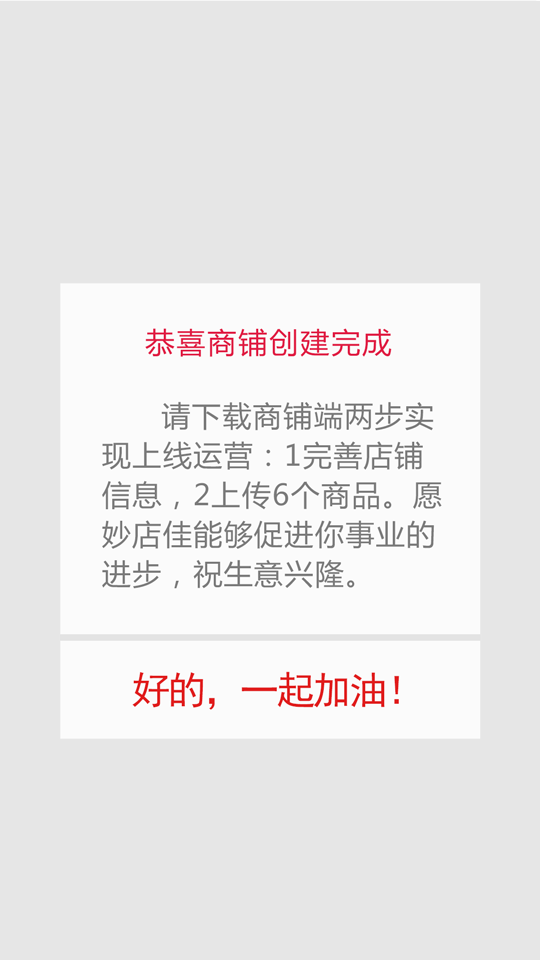 恭喜商铺创建完成
请下载商铺端两步实
现上线运营：1完善店铺
信息，2上传6个商品。愿
妙店佳能够促进你事业的
进步，祝生意兴隆。
好的，一起加油！